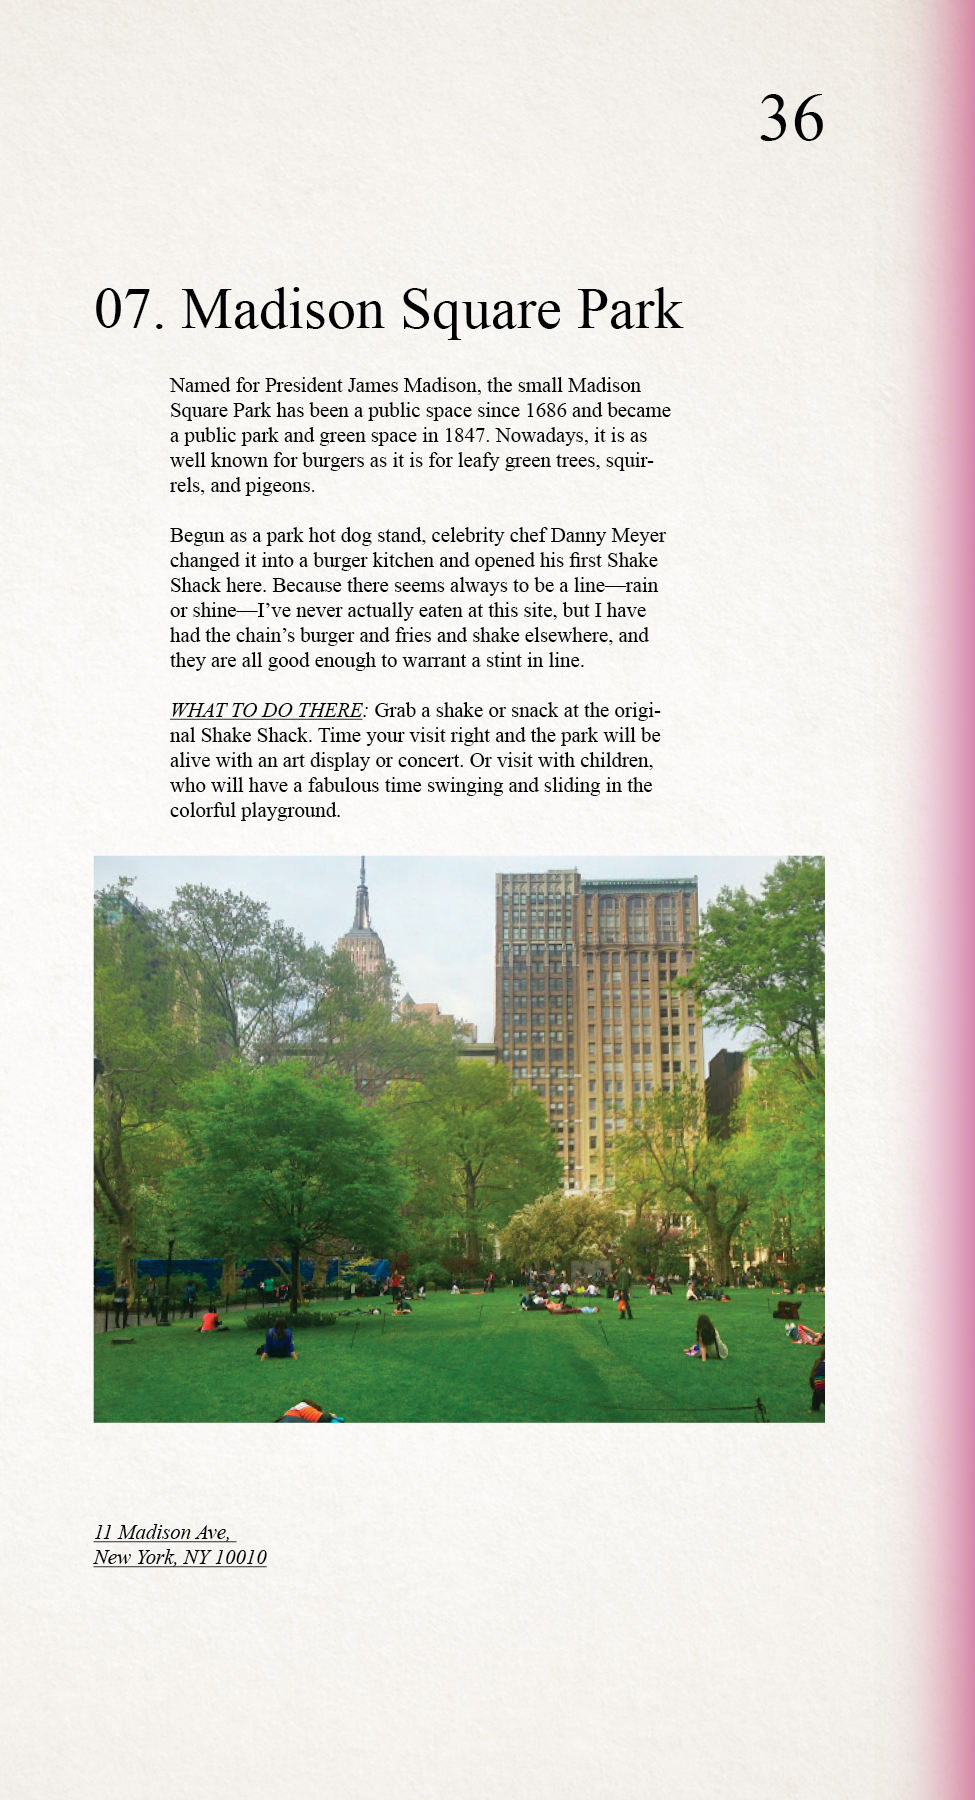 36
07. Madison Square Park
Named for President James Madison, the small Madison
Square Park has been a public space since 1686 and became
a public park and green space in 1847. Nowadays, it is as
well known for burgers as it is for leafy green trees, squir-
rels, and pigeons.
Begun as a park hot dog stand, celebrity chef Danny Meyer
changed it into a burger kitchen and opened his first Shake
Shack here. Because there seems always to be a line—rain
or shine—I’ve never actually eaten at this site, but I have
had the chain’s burger and fries and shake elsewhere, and
they are all good enough to warrant a stint in line.
WHAT TO DO THERE: Grab a shake or snack at the origi-
nal Shake Shack. Time your visit right and the park will be
alive with an art display or concert. Or visit with children,
who will have a fabulous time swinging and sliding in the
colorful playground.
11 Madison Ave,
New York, NY 10010